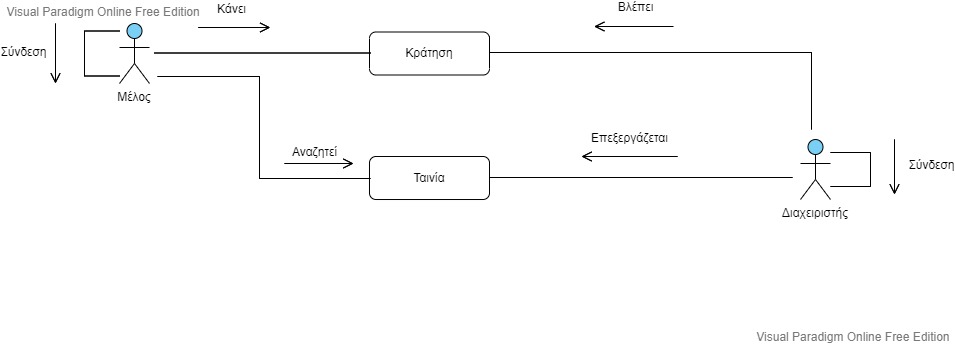 Visual Paradigm Online Free Edition
Κάνει
Βλέπει
Σύνδεση
Κράτηση
Μέλος
Αναζητεί
Επεξεργάζεται
Ταινία
Σύνδεση
Διαχειριστής
Visual Paradigm Online Free Edition